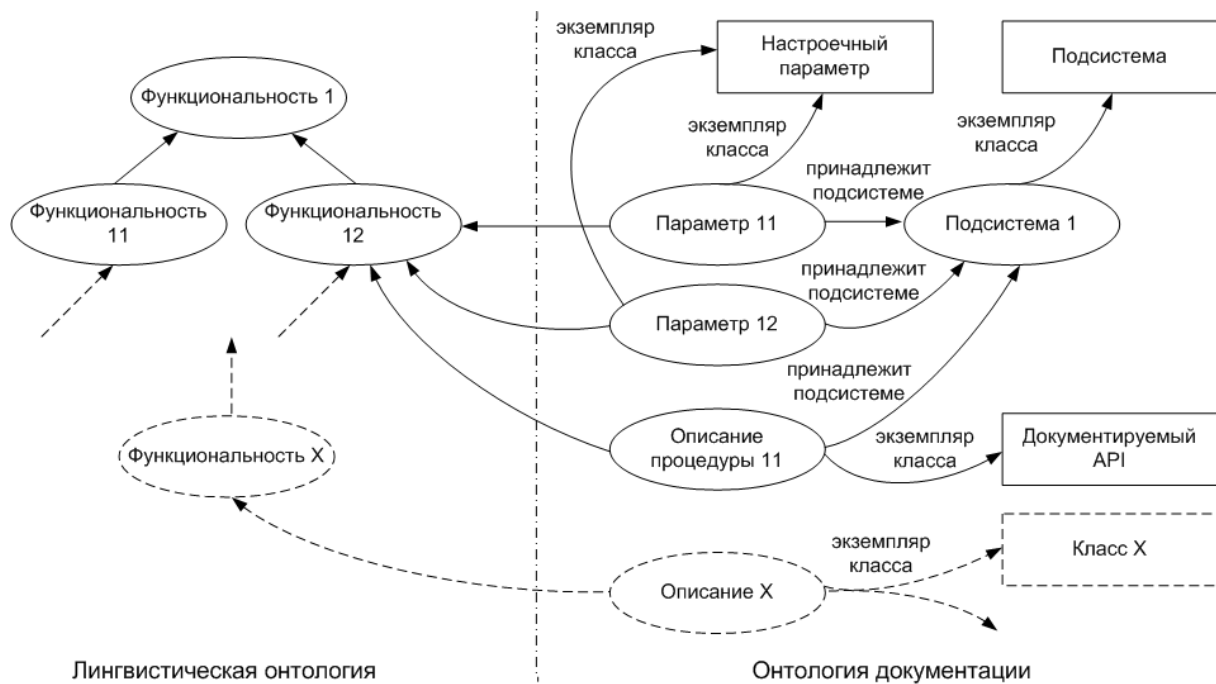 экземпляр
класса
Настроечный
параметр
Подсистема
Функциональность 1
экземпляр
класса
экземпляр
класса
принадлежит
подсистеме
Функциональность
11
Функциональность
12
Параметр 11
Подсистема 1
принадлежит
подсистеме
Параметр 12
принадлежит
подсистеме
Функциональность X
Описание
процедуры 11
экземпляр
класса
Документируемый
API
экземпляр
класса
Класс X
Описание X
Лингвистическая онтология
Онтология документации